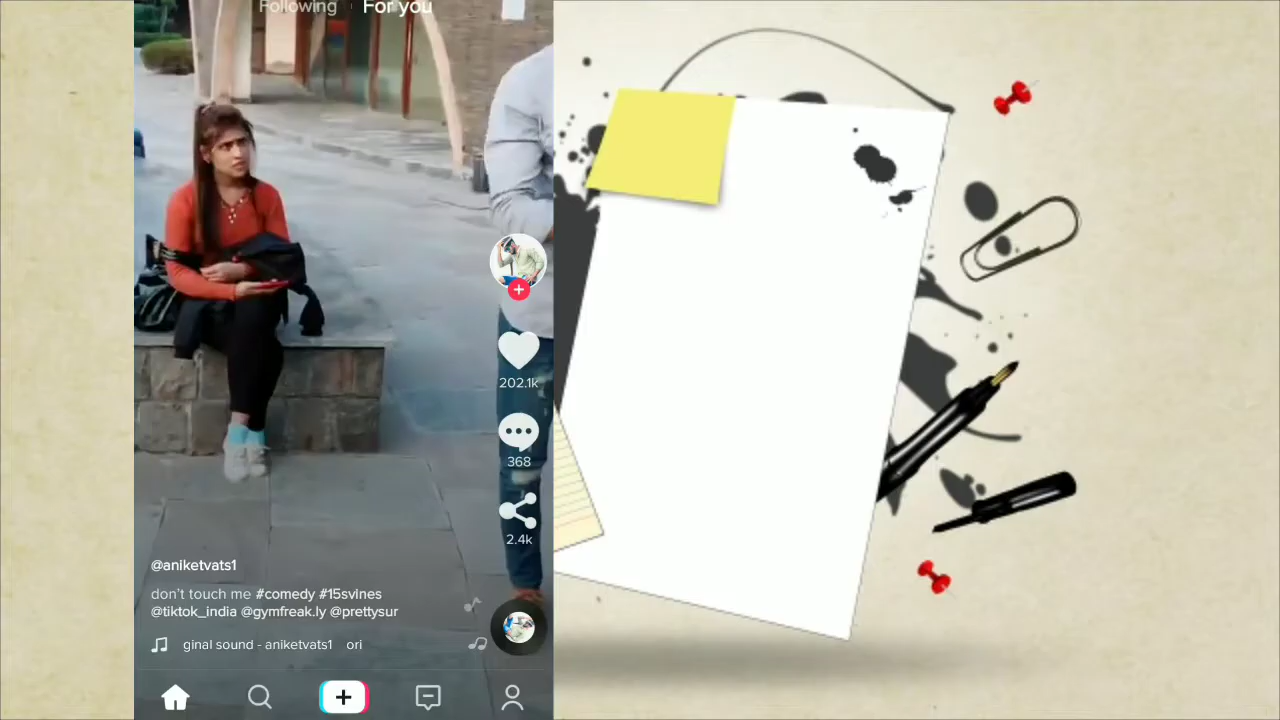 Following
For you
202.1k
368
2.4k
@aniketvats1
don't touch me #comedy #15svines
@tiktok_india @gymfreak.ly @prettysur
ginal sound - aniketvats1 ori